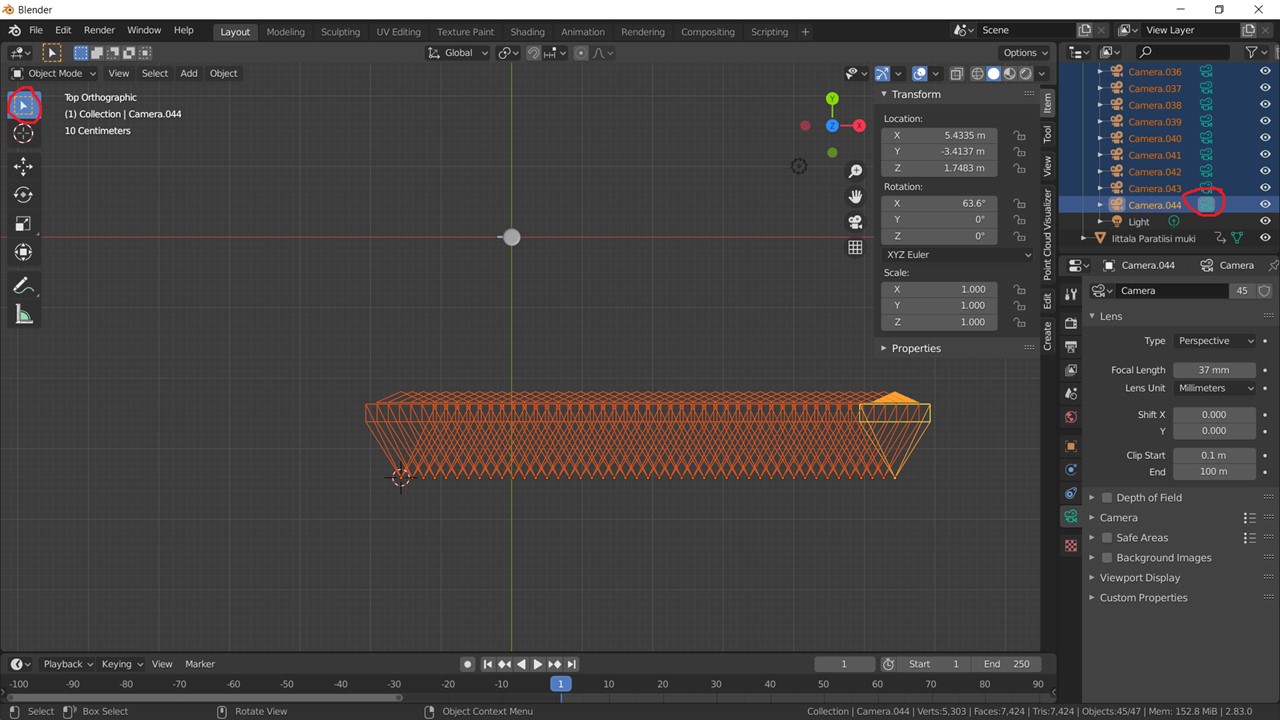 Blender
File Edit Render Window Help
Layout Modeling Sculpting UV Editing Texture Paint Shading Animation Rendering Compositing Scripting +
Scene
View Layer
Global
Options
Object Mode View Select Add Object
Top Orthographic
(1) Collection | Camera.044
10 Centimeters
Y
X
Z
Transform
Location:
X 5.4335 m
Y -3.4137 m
Z 1.7483 m
Rotation:
X 63.6°
Y 0°
Z 0°
XYZ Euler
Scale:
X 1.000
Y 1.000
Z 1.000
Properties
Item
Tool
View
Point Cloud Visualizer
Edit
Create
Camera.036
Camera.037
Camera.038
Camera.039
Camera.040
Camera.041
Camera.042
Camera.043
Camera.044
Light
Iittala Paratiisi muki
Camera.044 Camera
Camera 45
Lens
Type Perspective
Focal Length 37 mm
Lens Unit Millimeters
Shift X 0.000
Y 0.000
Clip Start 0.1 m
End 100 m
Depth of Field
Camera
Safe Areas
Background Images
Viewport Display
Custom Properties
Playback Keying View Marker
1 Start 1 End 250
-100 -90 -80 -70 -60 -50 -40 -30 -20 -10 1 10 20 30 40 50 60 70 80 90
Select Box Select Rotate View Object Context Menu
Collection | Camera.044 | Verts:5,303 | Faces:7,424 | Tris:7,424 | Objects:45/47 | Mem: 152.8 MiB | 2.83.0